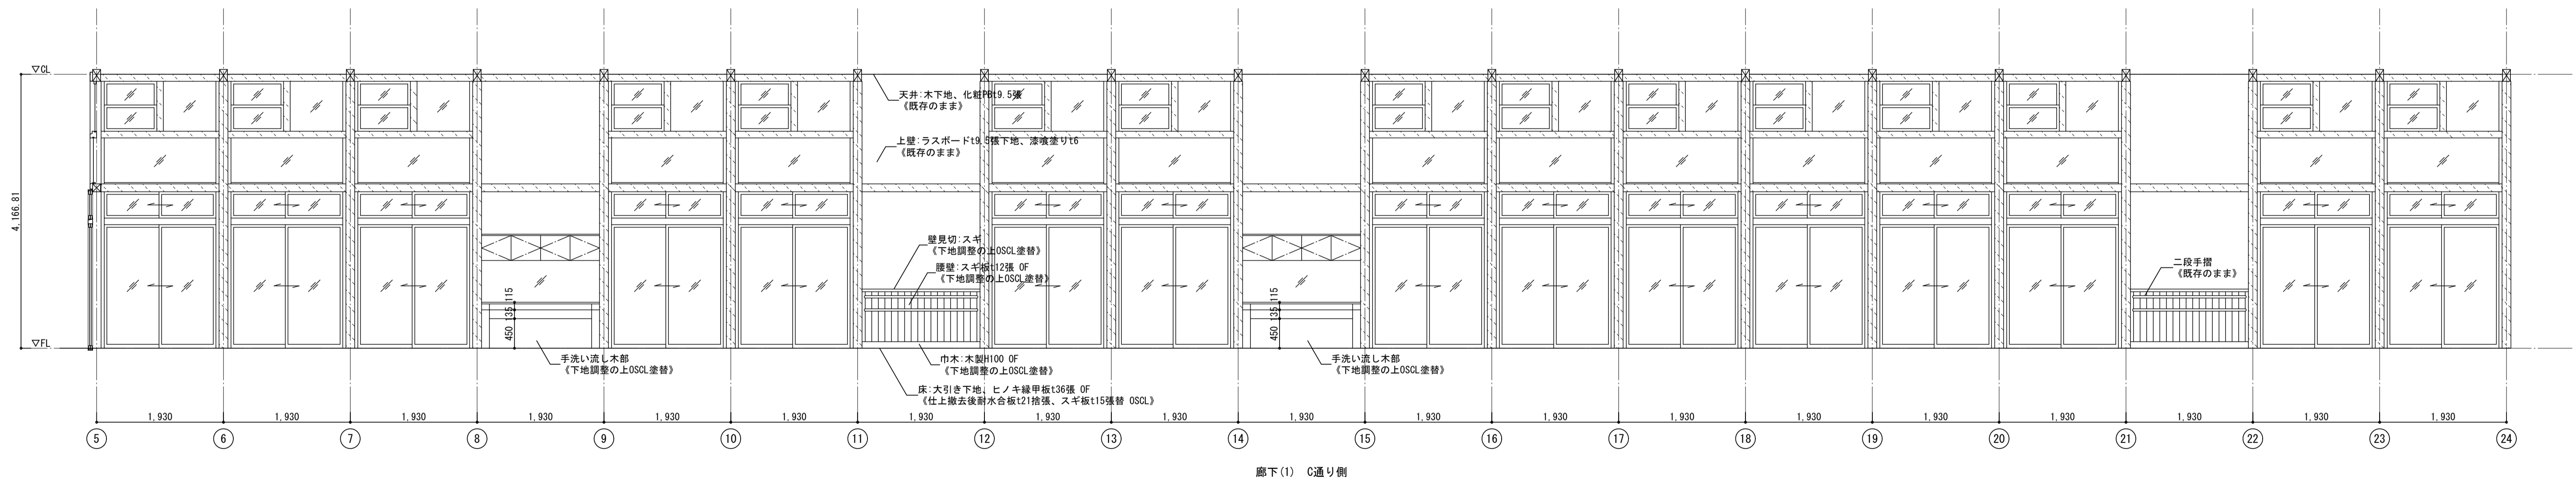 ▽CL
天井:木下地、化粧PBt9.5張
《既存のまま》
上壁:ラスボードt9.5張下地、漆喰塗りt6
《既存のまま》
4,166.81
壁見切:スギ
《下地調整の上OSCL塗替》
腰壁:スギ板t12張 OF
《下地調整の上OSCL塗替》
二段手摺
《既存のまま》
115
135
450
115
135
450
▽FL
手洗い流し木部
《下地調整の上OSCL塗替》
巾木:木製H100 OF
《下地調整の上OSCL塗替》
手洗い流し木部
《下地調整の上OSCL塗替》
床:大引き下地、ヒノキ縁甲板t36張 OF
《仕上撤去後耐水合板t21捨張、スギ板t15張替 OSCL》
1,930 1,930 1,930 1,930 1,930 1,930 1,930 1,930 1,930 1,930 1,930 1,930 1,930 1,930 1,930 1,930 1,930 1,930 1,930
5 6 7 8 9 10 11 12 13 14 15 16 17 18 19 20 21 22 23 24
廊下(1) C通り側